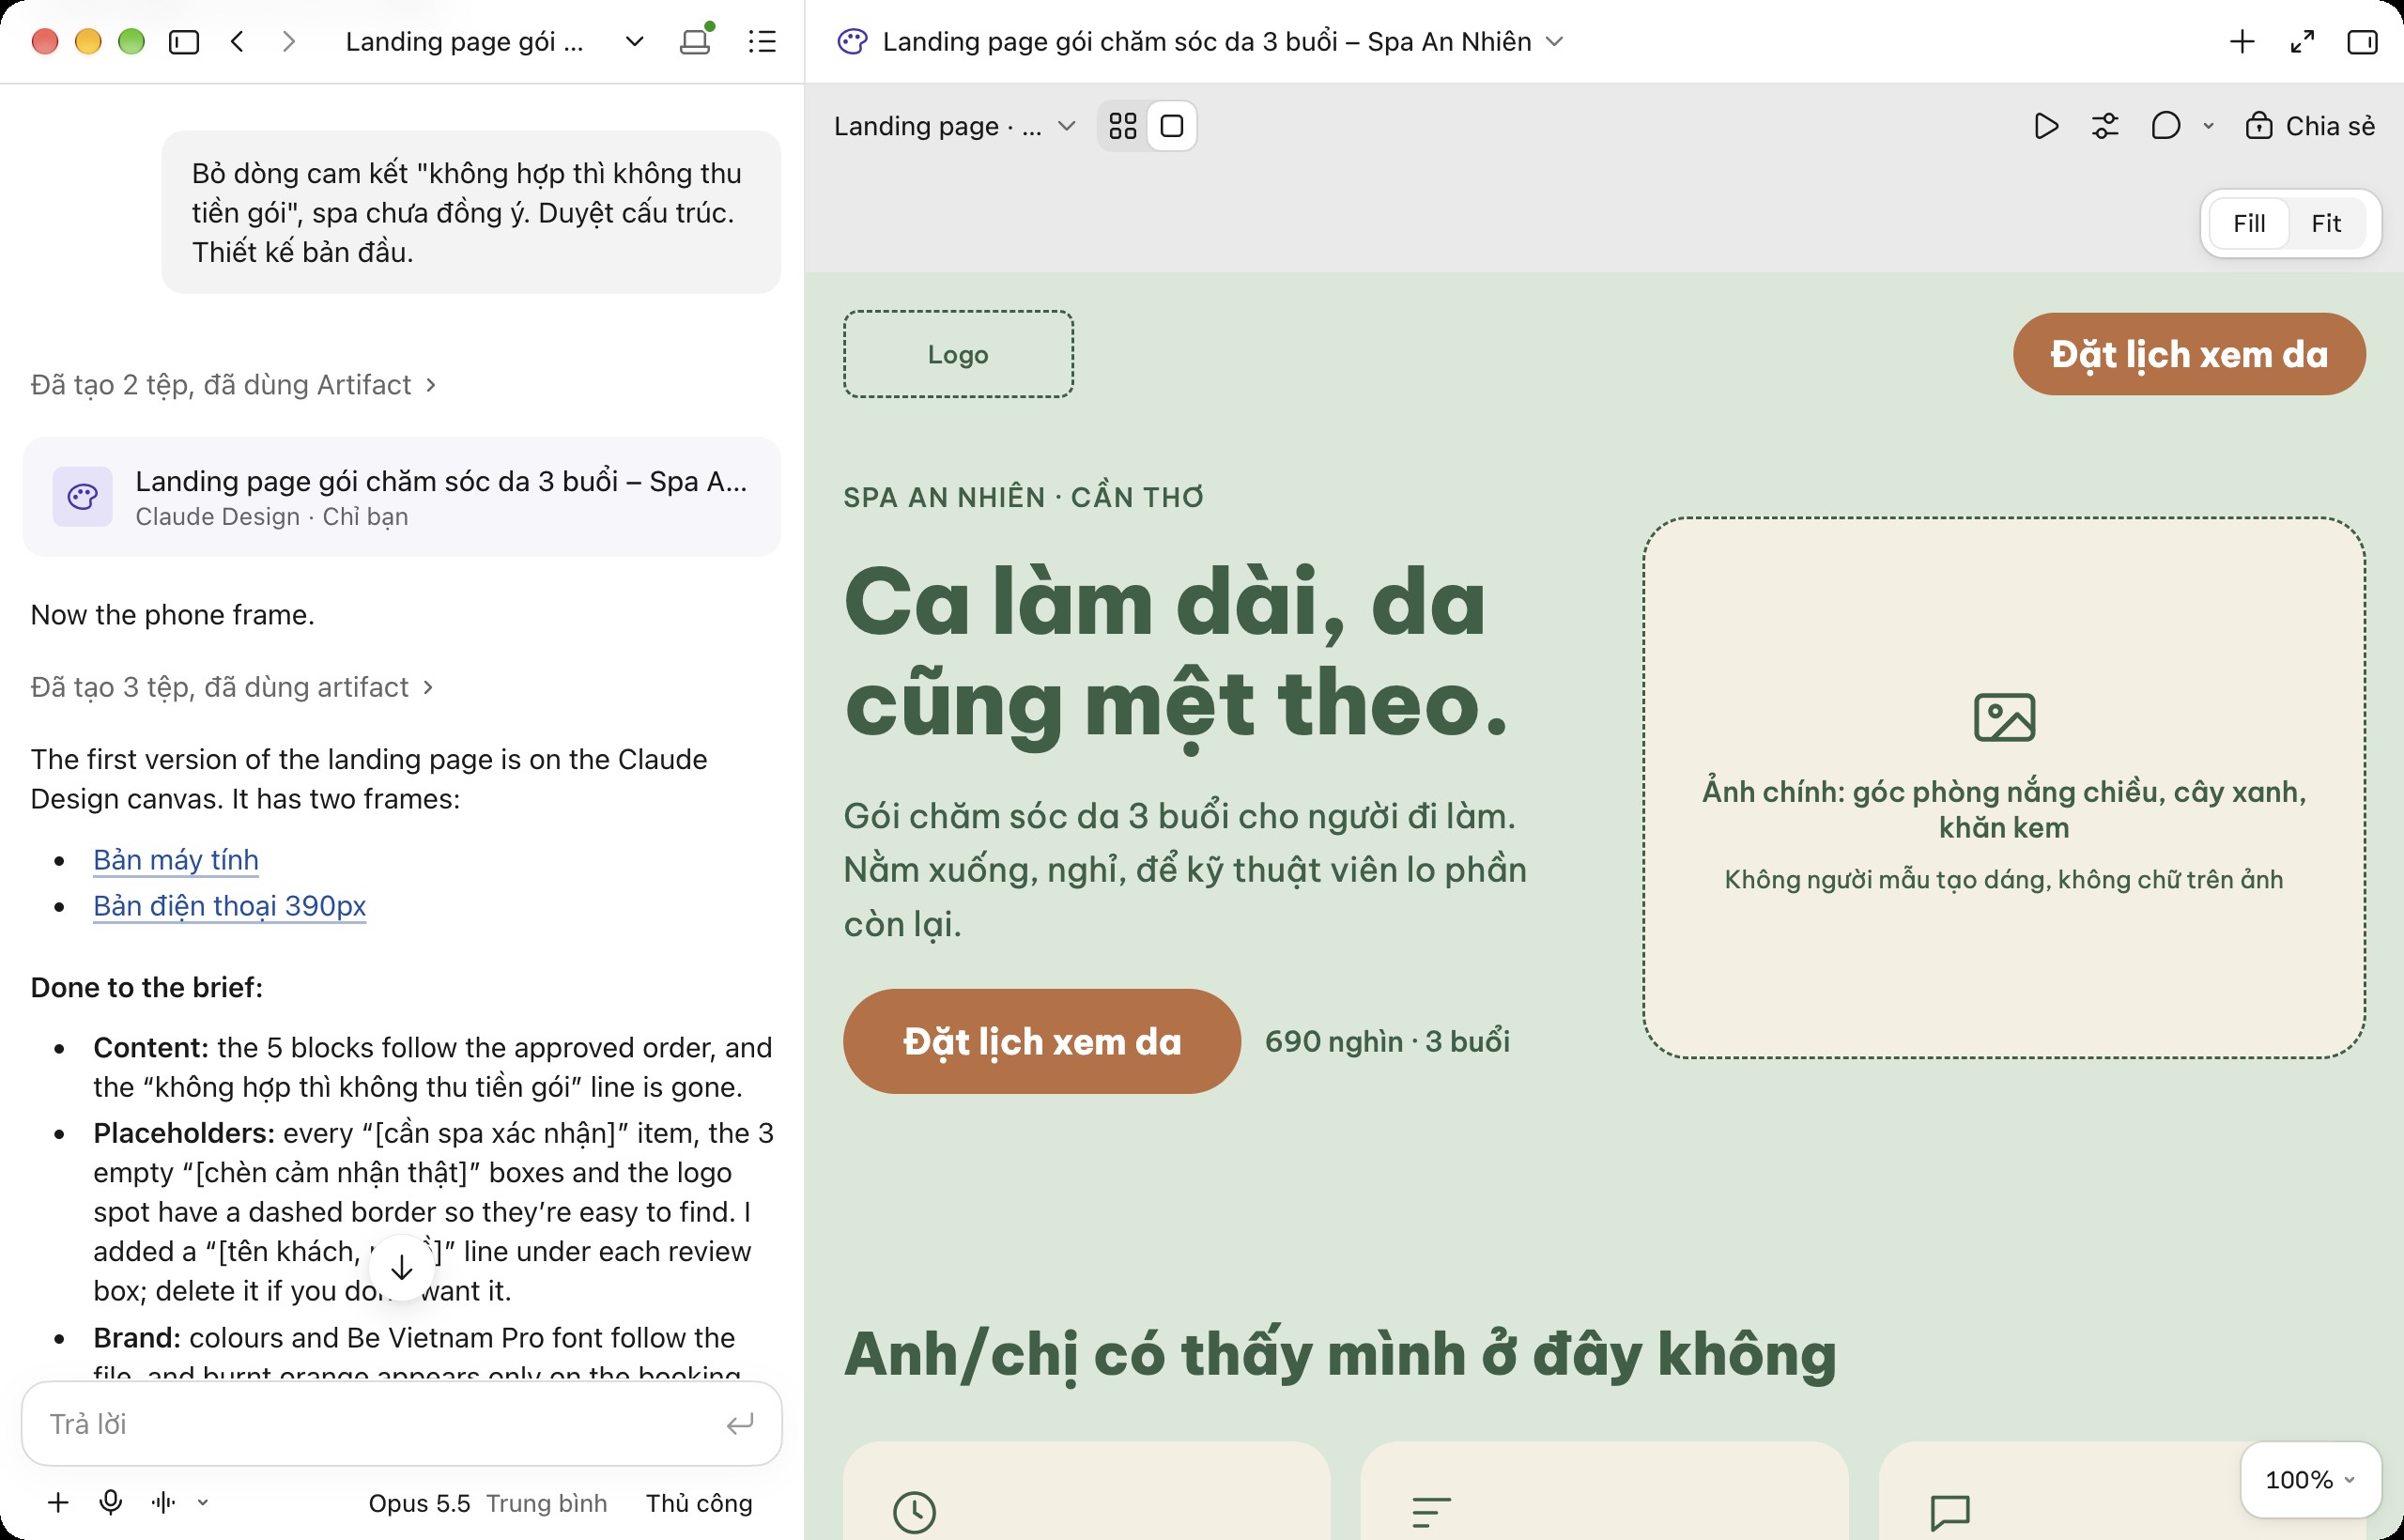 Landing page gói ...
Landing page gói chăm sóc da 3 buổi – Spa An Nhiên
Bỏ dòng cam kết "không hợp thì không thu
tiền gói", spa chưa đồng ý. Duyệt cấu trúc.
Thiết kế bản đầu.
Đã tạo 2 tệp, đã dùng Artifact
Landing page gói chăm sóc da 3 buổi – Spa A...
Claude Design · Chỉ bạn
Now the phone frame.
Đã tạo 3 tệp, đã dùng artifact
The first version of the landing page is on the Claude
Design canvas. It has two frames:
• Bản máy tính
• Bản điện thoại 390px
Done to the brief:
• Content: the 5 blocks follow the approved order, and
the “không hợp thì không thu tiền gói” line is gone.
• Placeholders: every “[cần spa xác nhận]” item, the 3
empty “[chèn cảm nhận thật]” boxes and the logo
spot have a dashed border so they’re easy to find. I
added a “[tên khách, ]” line under each review
box; delete it if you want it.
• Brand: colours and Be Vietnam Pro font follow the
file, and burnt orange appears only on the booking
Trả lời
Opus 5.5 Trung bình Thủ công
Landing page · ...
Chia sẻ
Fill Fit
Logo
Đặt lịch xem da
SPA AN NHIÊN · CẦN THƠ
Ca làm dài, da
cũng mệt theo.
Gói chăm sóc da 3 buổi cho người đi làm.
Nằm xuống, nghỉ, để kỹ thuật viên lo phần
còn lại.
Đặt lịch xem da
690 nghìn · 3 buổi
Ảnh chính: góc phòng nắng chiều, cây xanh,
khăn kem
Không người mẫu tạo dáng, không chữ trên ảnh
Anh/chị có thấy mình ở đây không
100%